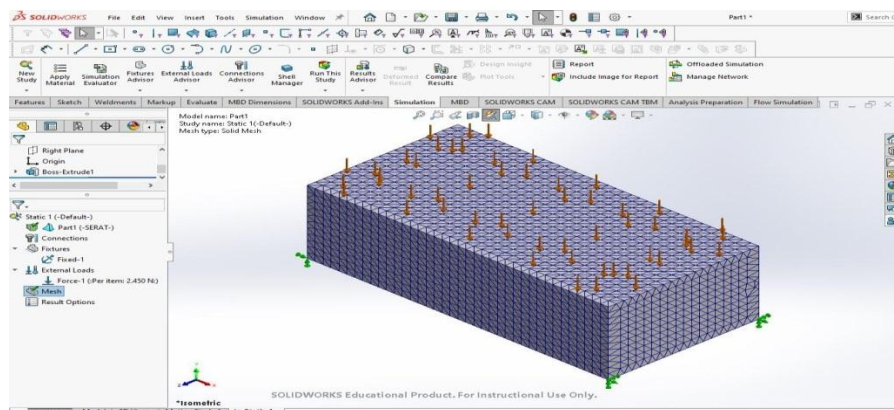 SOLIDWORKS File Edit View Insert Tools Simulation Window Part1 * Search C
New Study Apply Material Simulation Evaluator Fixtures Advisor External Loads Advisor Connections Advisor Shell Manager Run This Study Results Advisor Deformed Result Compare Results Design Insight Plot Tools Report Include Image for Report Offloaded Simulation Manage Network
Features Sketch Weldments Markup Evaluate MBD Dimensions SOLIDWORKS Add-Ins Simulation MBD SOLIDWORKS CAM SOLIDWORKS CAM TBM Analysis Preparation Flow Simulation
Model name: Part1
Study name: Static 1(-Default-)
Mesh type: Solid Mesh
Right Plane
Origin
Boss-Extrude1
Static 1 (-Default-)
Part1 (-SERAT-)
Connections
Fixtures
Fixed-1
External Loads
Force-1 (:Per item: 2.450 N:)
Mesh
Result Options
SOLIDWORKS Educational Product. For Instructional Use Only.
*Isometric